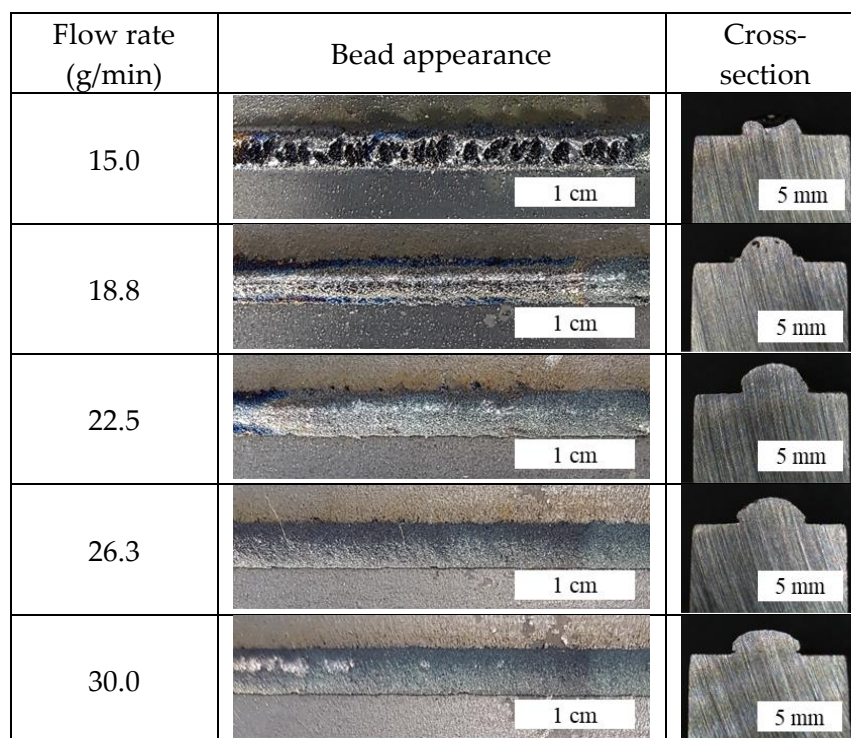 Flow rate
(g/min)
Bead appearance
Cross-
section
15.0
1 cm
5 mm
18.8
1 cm
5 mm
22.5
1 cm
5 mm
26.3
1 cm
5 mm
30.0
1 cm
5 mm